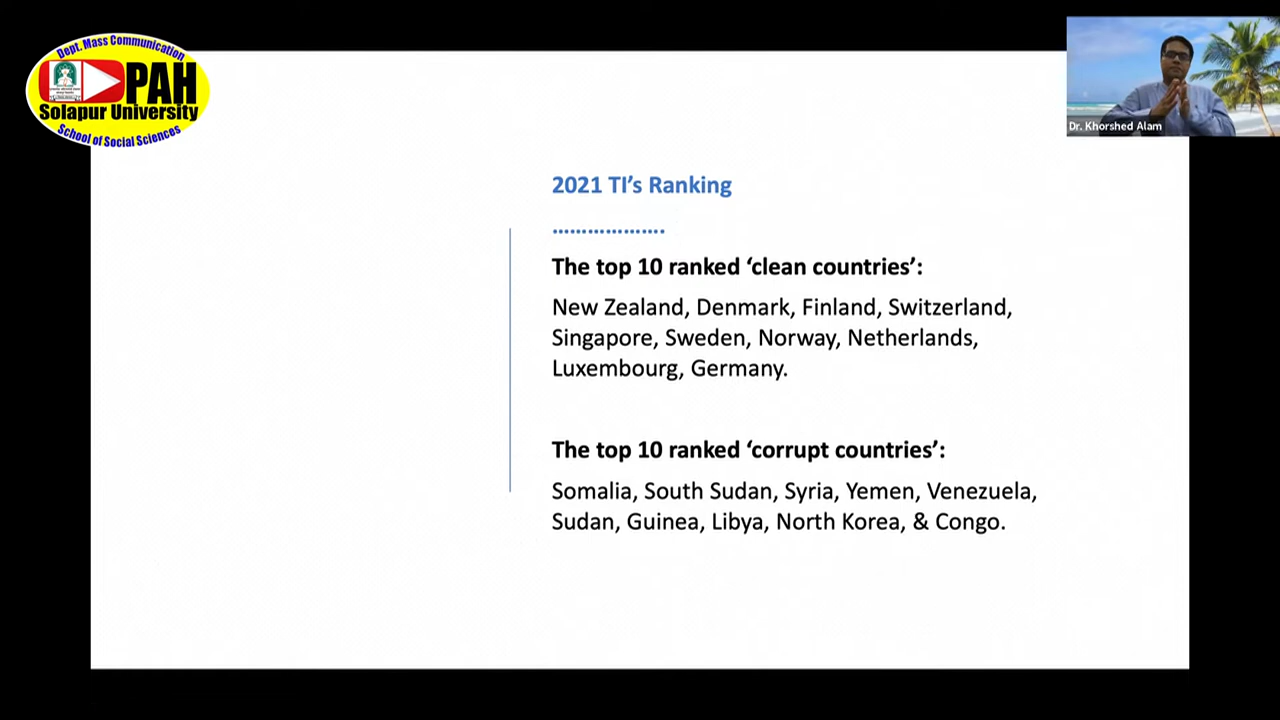 Dept. Mass Communication
PAH
Solapur University
School of Social Sciences
Dr. Khorshed Alam
2021 TI’s Ranking
………………..
The top 10 ranked ‘clean countries’:
New Zealand, Denmark, Finland, Switzerland,
Singapore, Sweden, Norway, Netherlands,
Luxembourg, Germany.
The top 10 ranked ‘corrupt countries’:
Somalia, South Sudan, Syria, Yemen, Venezuela,
Sudan, Guinea, Libya, North Korea, & Congo.